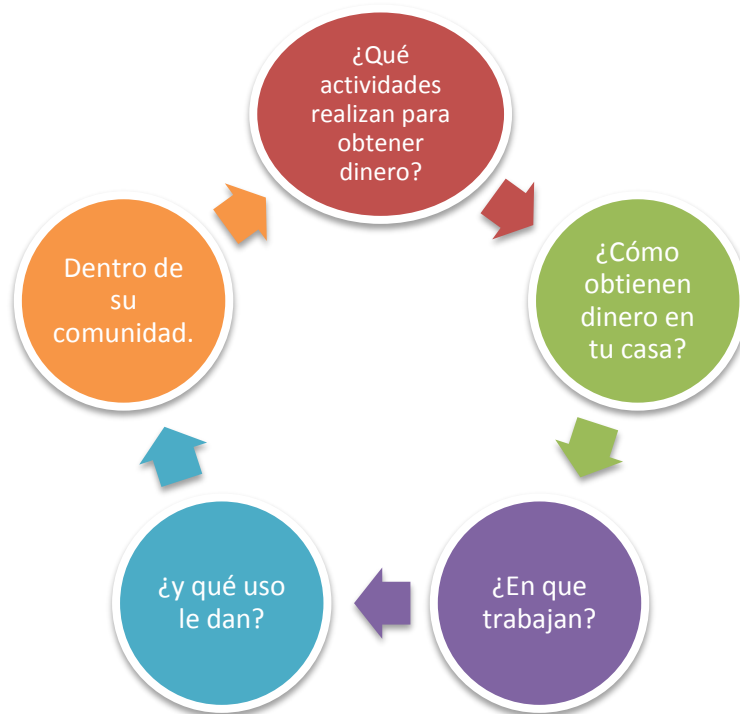 ¿Qué
actividades
realizan para
obtener
dinero?
¿Cómo
obtienen
dinero en
tu casa?
¿En que
trabajan?
¿y qué uso
le dan?
Dentro de
su
comunidad.